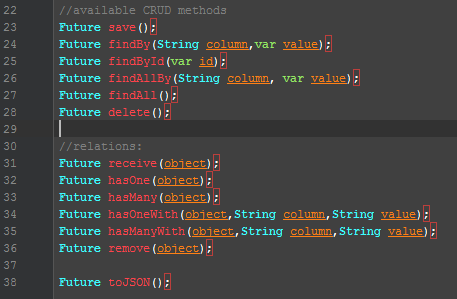 22 //available CRUD methods
23 Future save();
24 Future findBy(String column,var value);
25 Future findById(var id);
26 Future findAllBy(String column, var value);
27 Future findAll();
28 Future delete();
29
30 //relations:
31 Future receive(object);
32 Future hasOne(object);
33 Future hasMany(object);
34 Future hasOneWith(object,String column,String value);
35 Future hasManyWith(object,String column,String value);
36 Future remove(object);
37
38 Future toJSON();